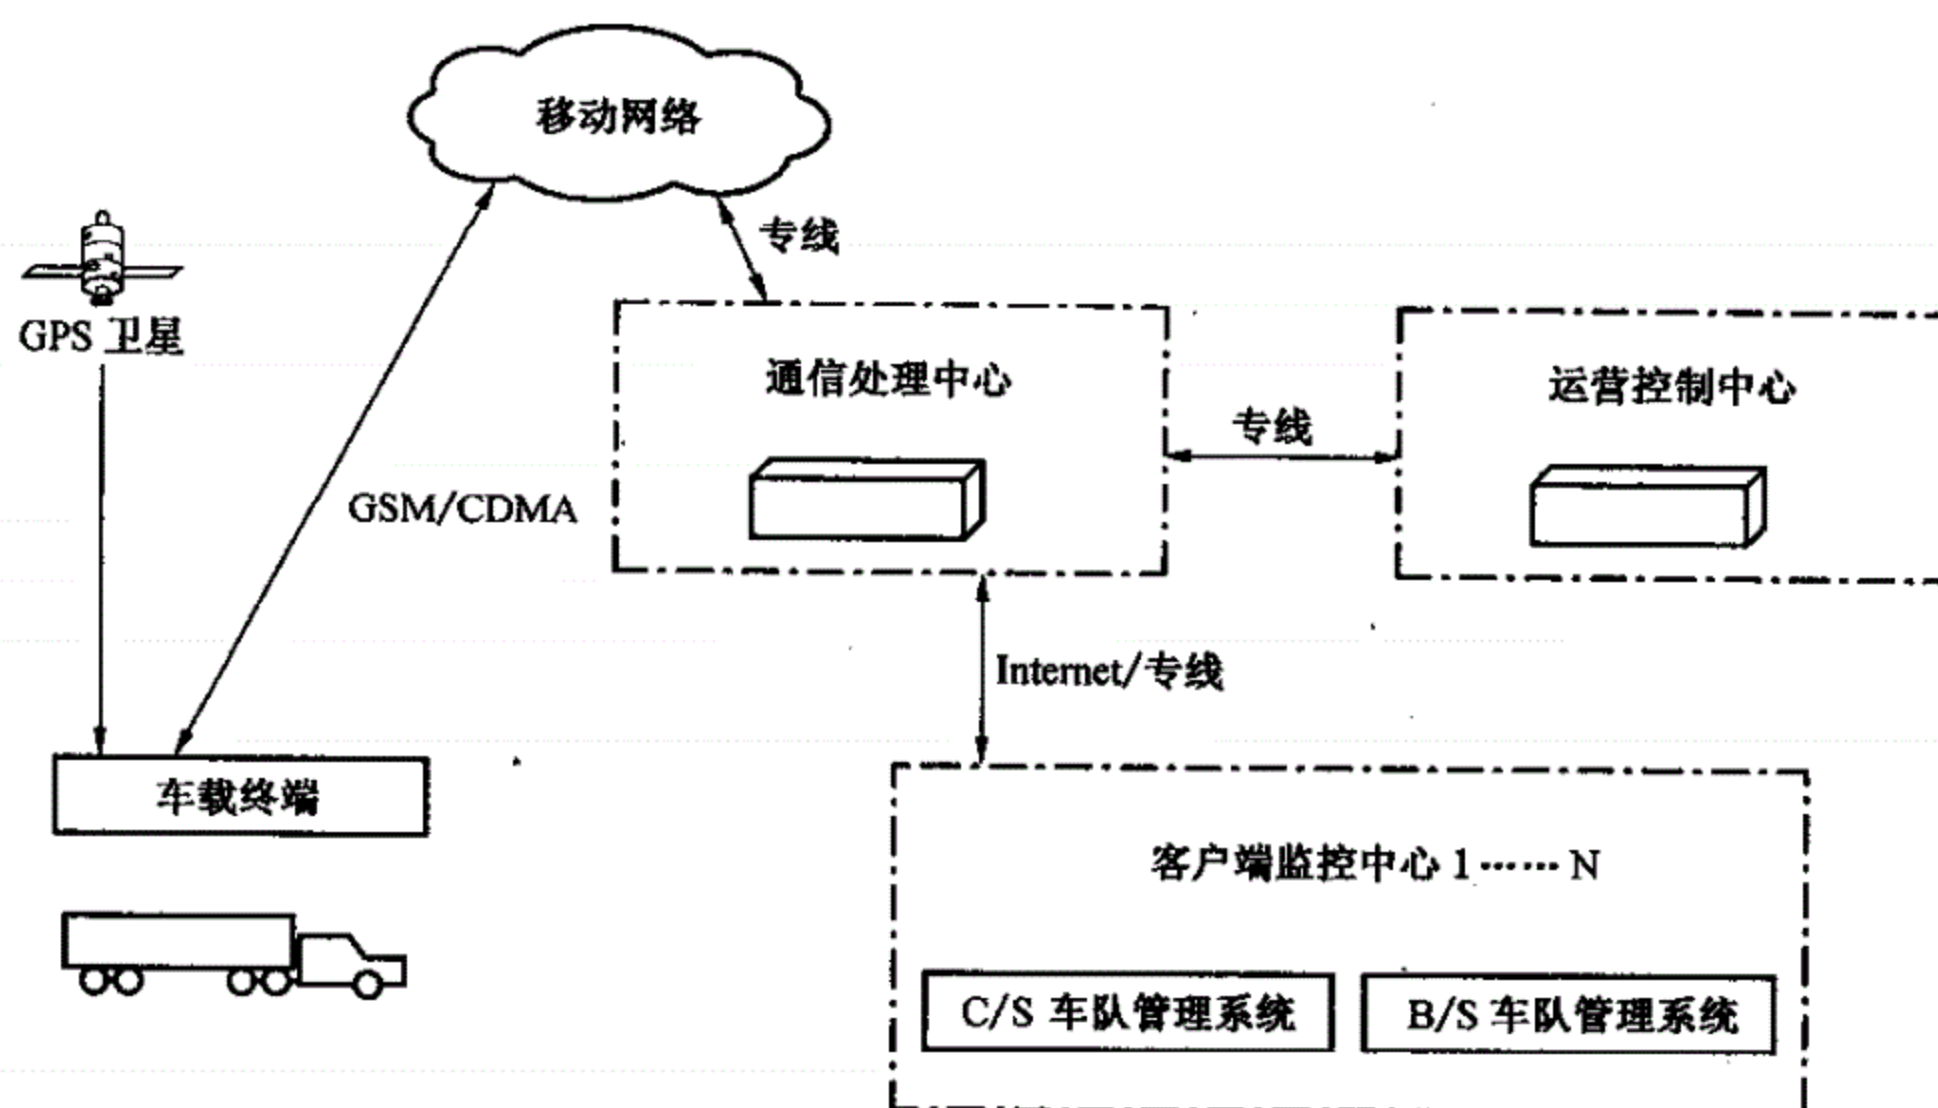 移动网络
专线
GPS 卫星
通信处理中心
运营控制中心
专线
GSM/CDMA
Internet/专线
车载终端
客户端监控中心 1……N
C/S 车队管理系统
B/S 车队管理系统